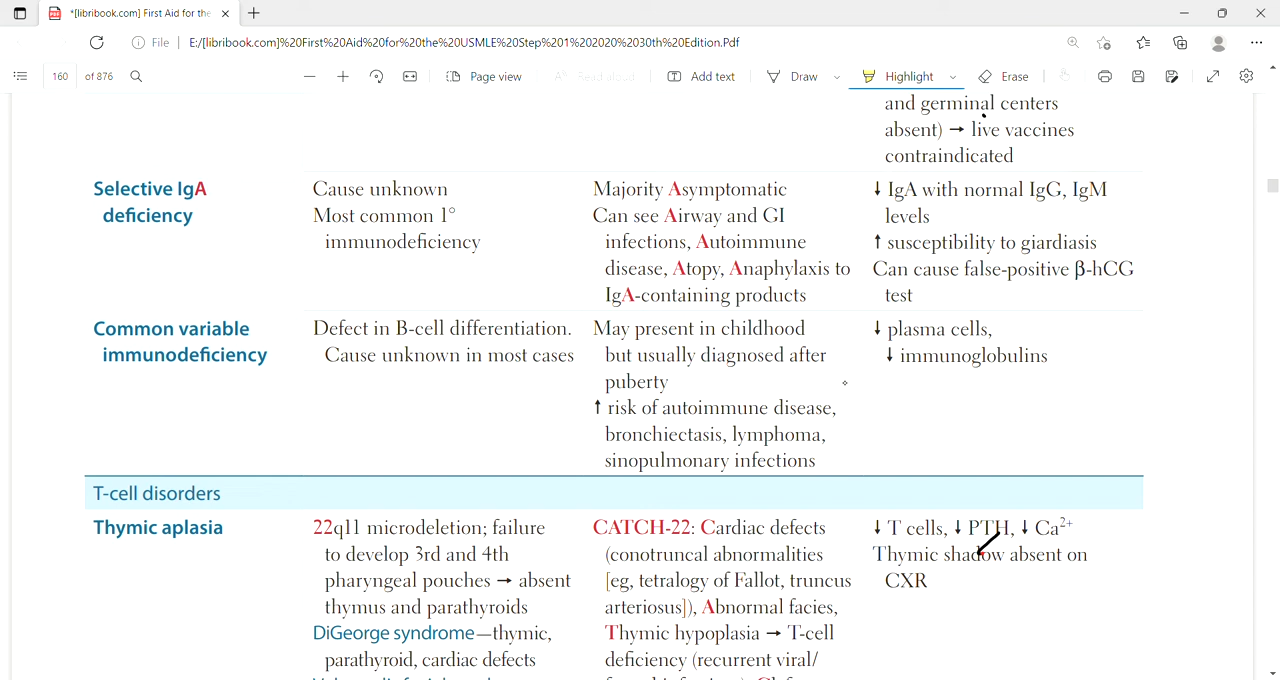 *[libribook.com] First Aid for the
File
E:/[libribook.com]%20First%20Aid%20for%20the%20USMLE%20Step%201%202020%2030th%20Edition.Pdf
160 of 876
Page view
Read aloud
Add text
Draw
Highlight
Erase
and germinal centers
absent) → live vaccines
contraindicated
Selective IgA
deficiency
Cause unknown
Most common 1°
immunodeficiency
Majority Asymptomatic
Can see Airway and GI
infections, Autoimmune
disease, Atopy, Anaphylaxis to
IgA-containing products
↓ IgA with normal IgG, IgM
levels
↑ susceptibility to giardiasis
Can cause false-positive β-hCG
test
Common variable
immunodeficiency
Defect in B-cell differentiation.
Cause unknown in most cases
May present in childhood
but usually diagnosed after
puberty
↑ risk of autoimmune disease,
bronchiectasis, lymphoma,
sinopulmonary infections
↓ plasma cells,
↓ immunoglobulins
T-cell disorders
Thymic aplasia
22q11 microdeletion; failure
to develop 3rd and 4th
pharyngeal pouches → absent
thymus and parathyroids
DiGeorge syndrome—thymic,
parathyroid, cardiac defects
CATCH-22: Cardiac defects
(conotruncal abnormalities
[eg, tetralogy of Fallot, truncus
arteriosus]), Abnormal facies,
Thymic hypoplasia → T-cell
deficiency (recurrent viral/
↓ T cells, ↓ PTH, ↓ Ca²⁺
Thymic shadow absent on
CXR